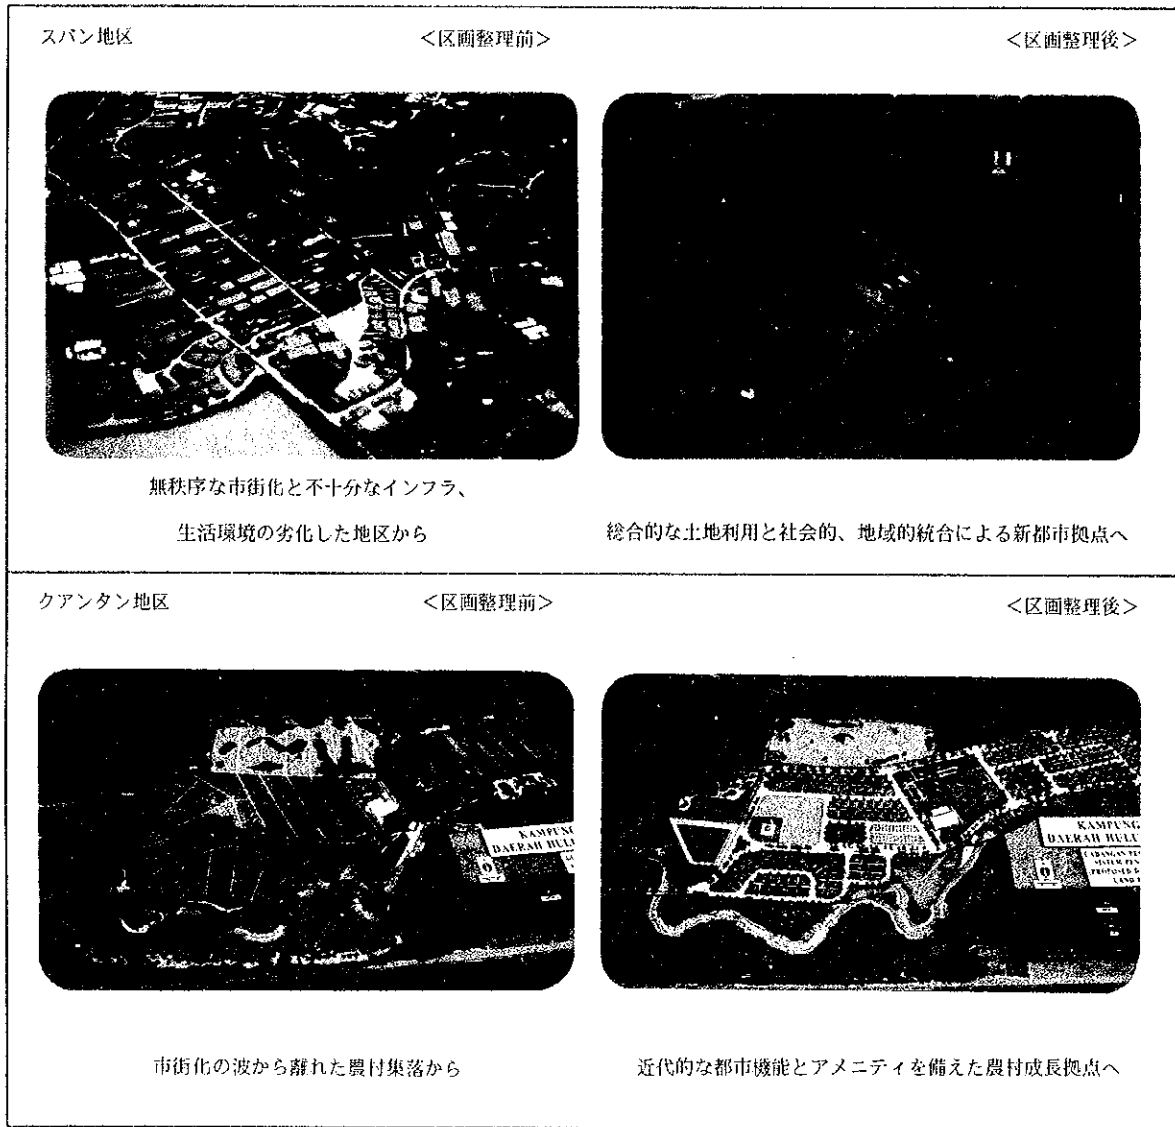 スバン地区 <区画整理前> <区画整理後>
無秩序な市街化と不十分なインフラ、
生活環境の劣化した地区から
総合的な土地利用と社会的、地域的統合による新都市拠点へ
クアンタン地区 <区画整理前> <区画整理後>
KAMPUNG
DAERAH HULU
KAMPUNG
DAERAH HULU
SISTEM
PROPOSED
LAND
市街化の波から離れた農村集落から
近代的な都市機能とアメニティを備えた農村成長拠点へ